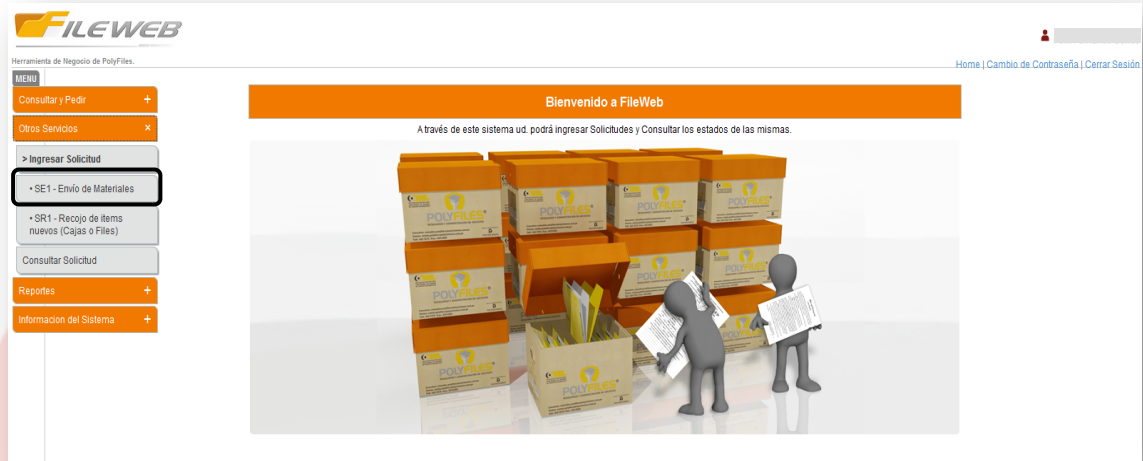 FILEWEB
Herramienta de Negocio de PolyFiles.
Home | Cambio de Contraseña | Cerrar Sesión
MENU
Consultar y Pedir +
Otros Servicios ×
> Ingresar Solicitud
• SE1 - Envío de Materiales
• SR1 - Recojo de items
nuevos (Cajas o Files)
Consultar Solicitud
Reportes +
Informacion del Sistema +
Bienvenido a FileWeb
A través de este sistema ud. podrá ingresar Solicitudes y Consultar los estados de las mismas.
POLYFILES
POLYFILES
POLYFILES
POLYFILES
POLYFILES
POLYFILES
POLYFILES
POLYFILES